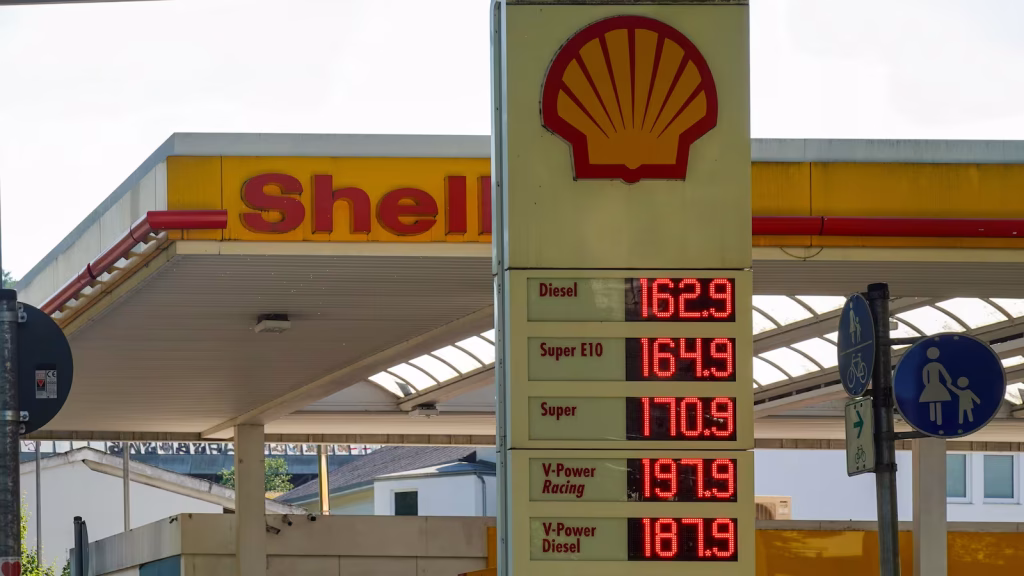 Shell
Diesel 162.9
Super E10 164.9
Super 170.9
V-Power
Racing 197.9
V-Power
Diesel 187.9